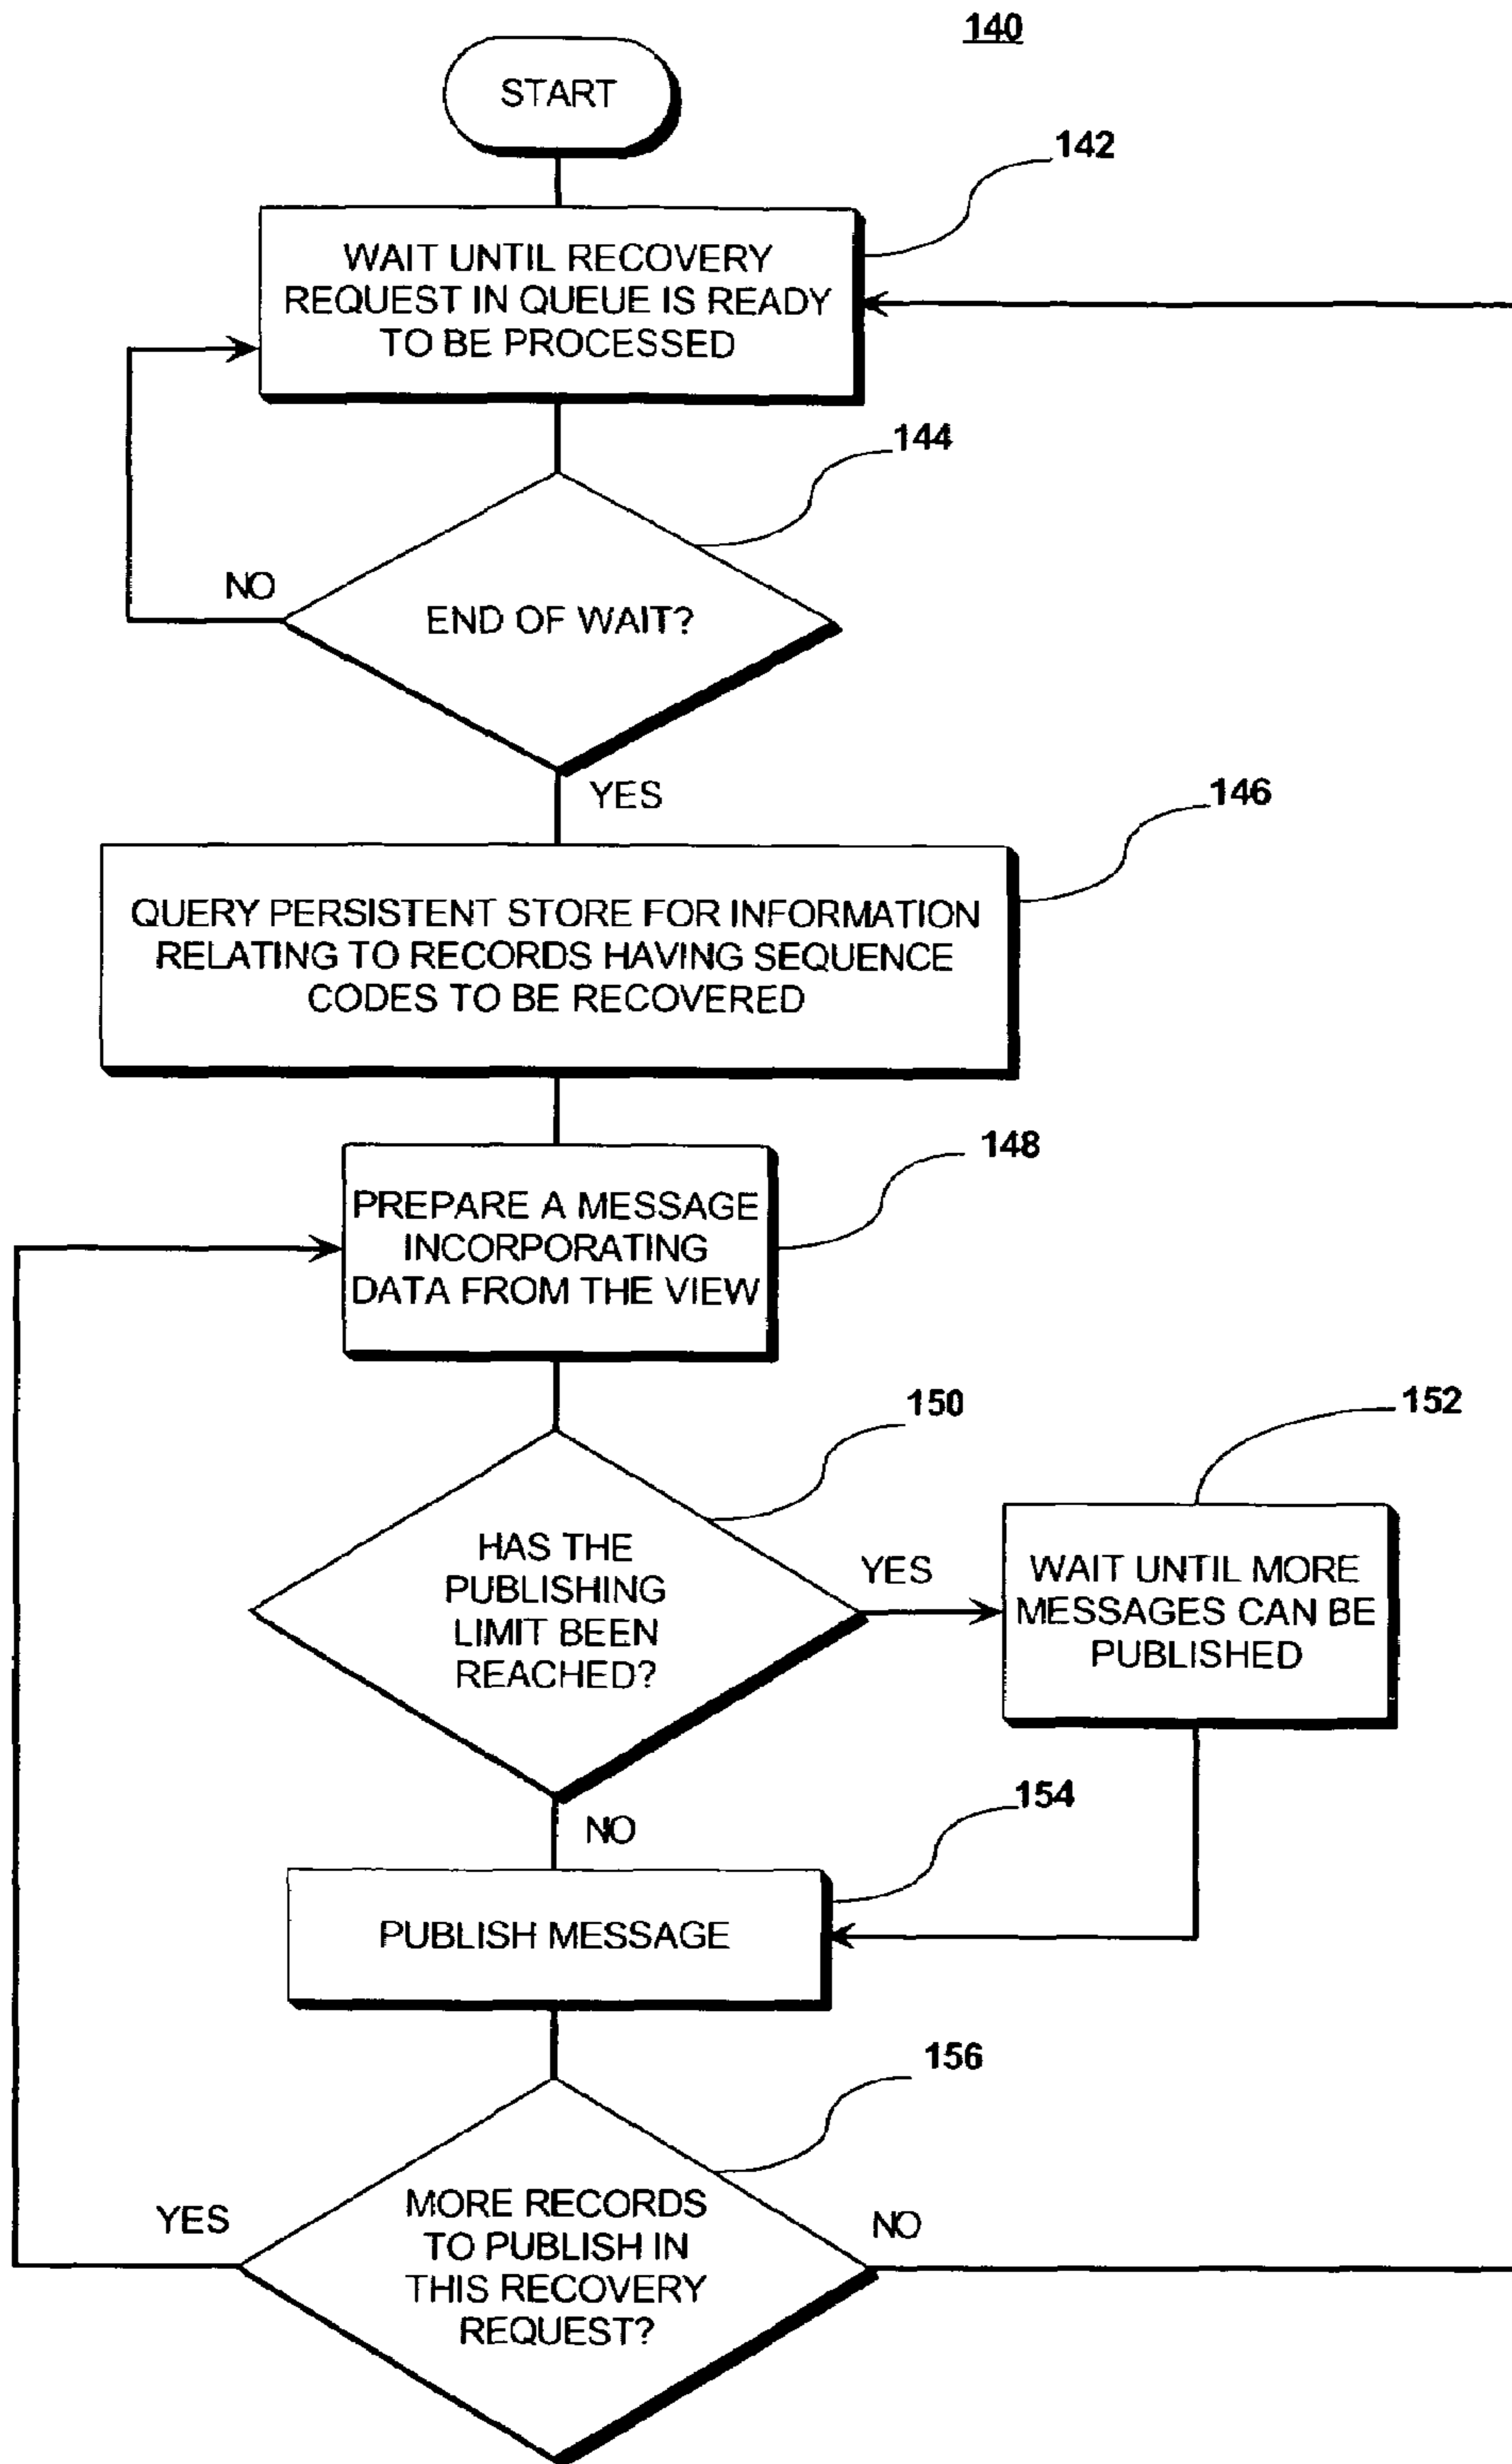 140
START
142
WAIT UNTIL RECOVERY
REQUEST IN QUEUE IS READY
TO BE PROCESSED
144
NO
END OF WAIT?
YES
146
QUERY PERSISTENT STORE FOR INFORMATION
RELATING TO RECORDS HAVING SEQUENCE
CODES TO BE RECOVERED
148
PREPARE A MESSAGE
INCORPORATING
DATA FROM THE VIEW
150
152
HAS THE
PUBLISHING
LIMIT BEEN
REACHED?
YES
WAIT UNTIL MORE
MESSAGES CAN BE
PUBLISHED
NO
154
PUBLISH MESSAGE
156
YES
MORE RECORDS
TO PUBLISH IN
THIS RECOVERY
REQUEST?
NO